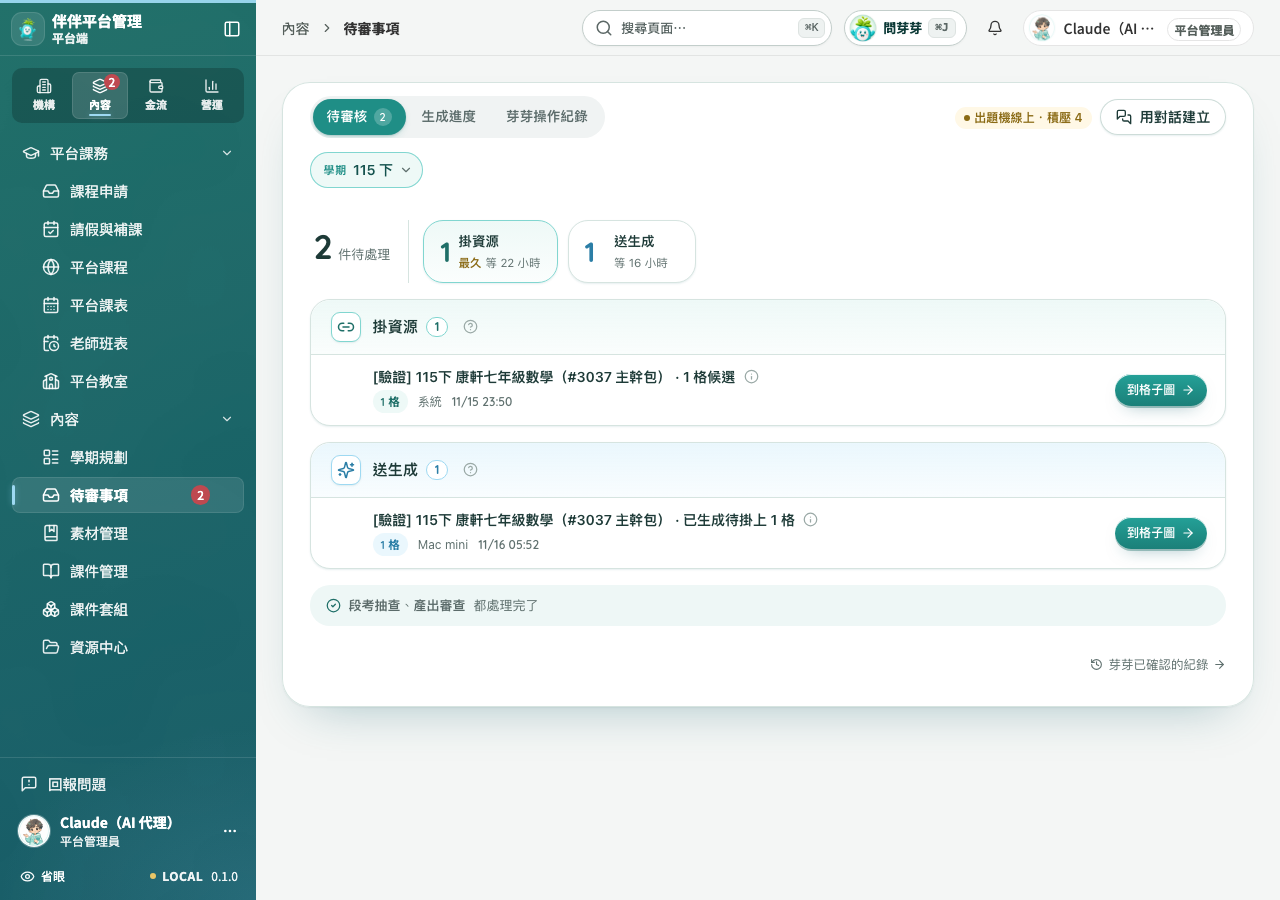 伴伴平台管理
平台端
機構
內容
2
金流
營運
平台課務
課程申請
請假與補課
平台課程
平台課表
老師班表
平台教室
內容
學期規劃
待審事項
2
素材管理
課件管理
課件套組
資源中心
回報問題
Claude（AI 代理）
平台管理員
省眼
LOCAL 0.1.0
內容 > 待審事項
搜尋頁面…
⌘K
問芽芽
⌘J
Claude（AI …
平台管理員
待審核 2
生成進度
芽芽操作紀錄
出題機線上 · 積壓 4
用對話建立
學期 115 下
2 件待處理
1 掛資源
最久 等 22 小時
1 送生成
等 16 小時
掛資源 1
[驗證] 115下 康軒七年級數學（#3037 主幹包） · 1 格候選
1 格 系統 11/15 23:50
到格子圖
送生成 1
[驗證] 115下 康軒七年級數學（#3037 主幹包） · 已生成待掛上 1 格
1 格 Mac mini 11/16 05:52
到格子圖
段考抽查、產出審查 都處理完了
芽芽已確認的紀錄